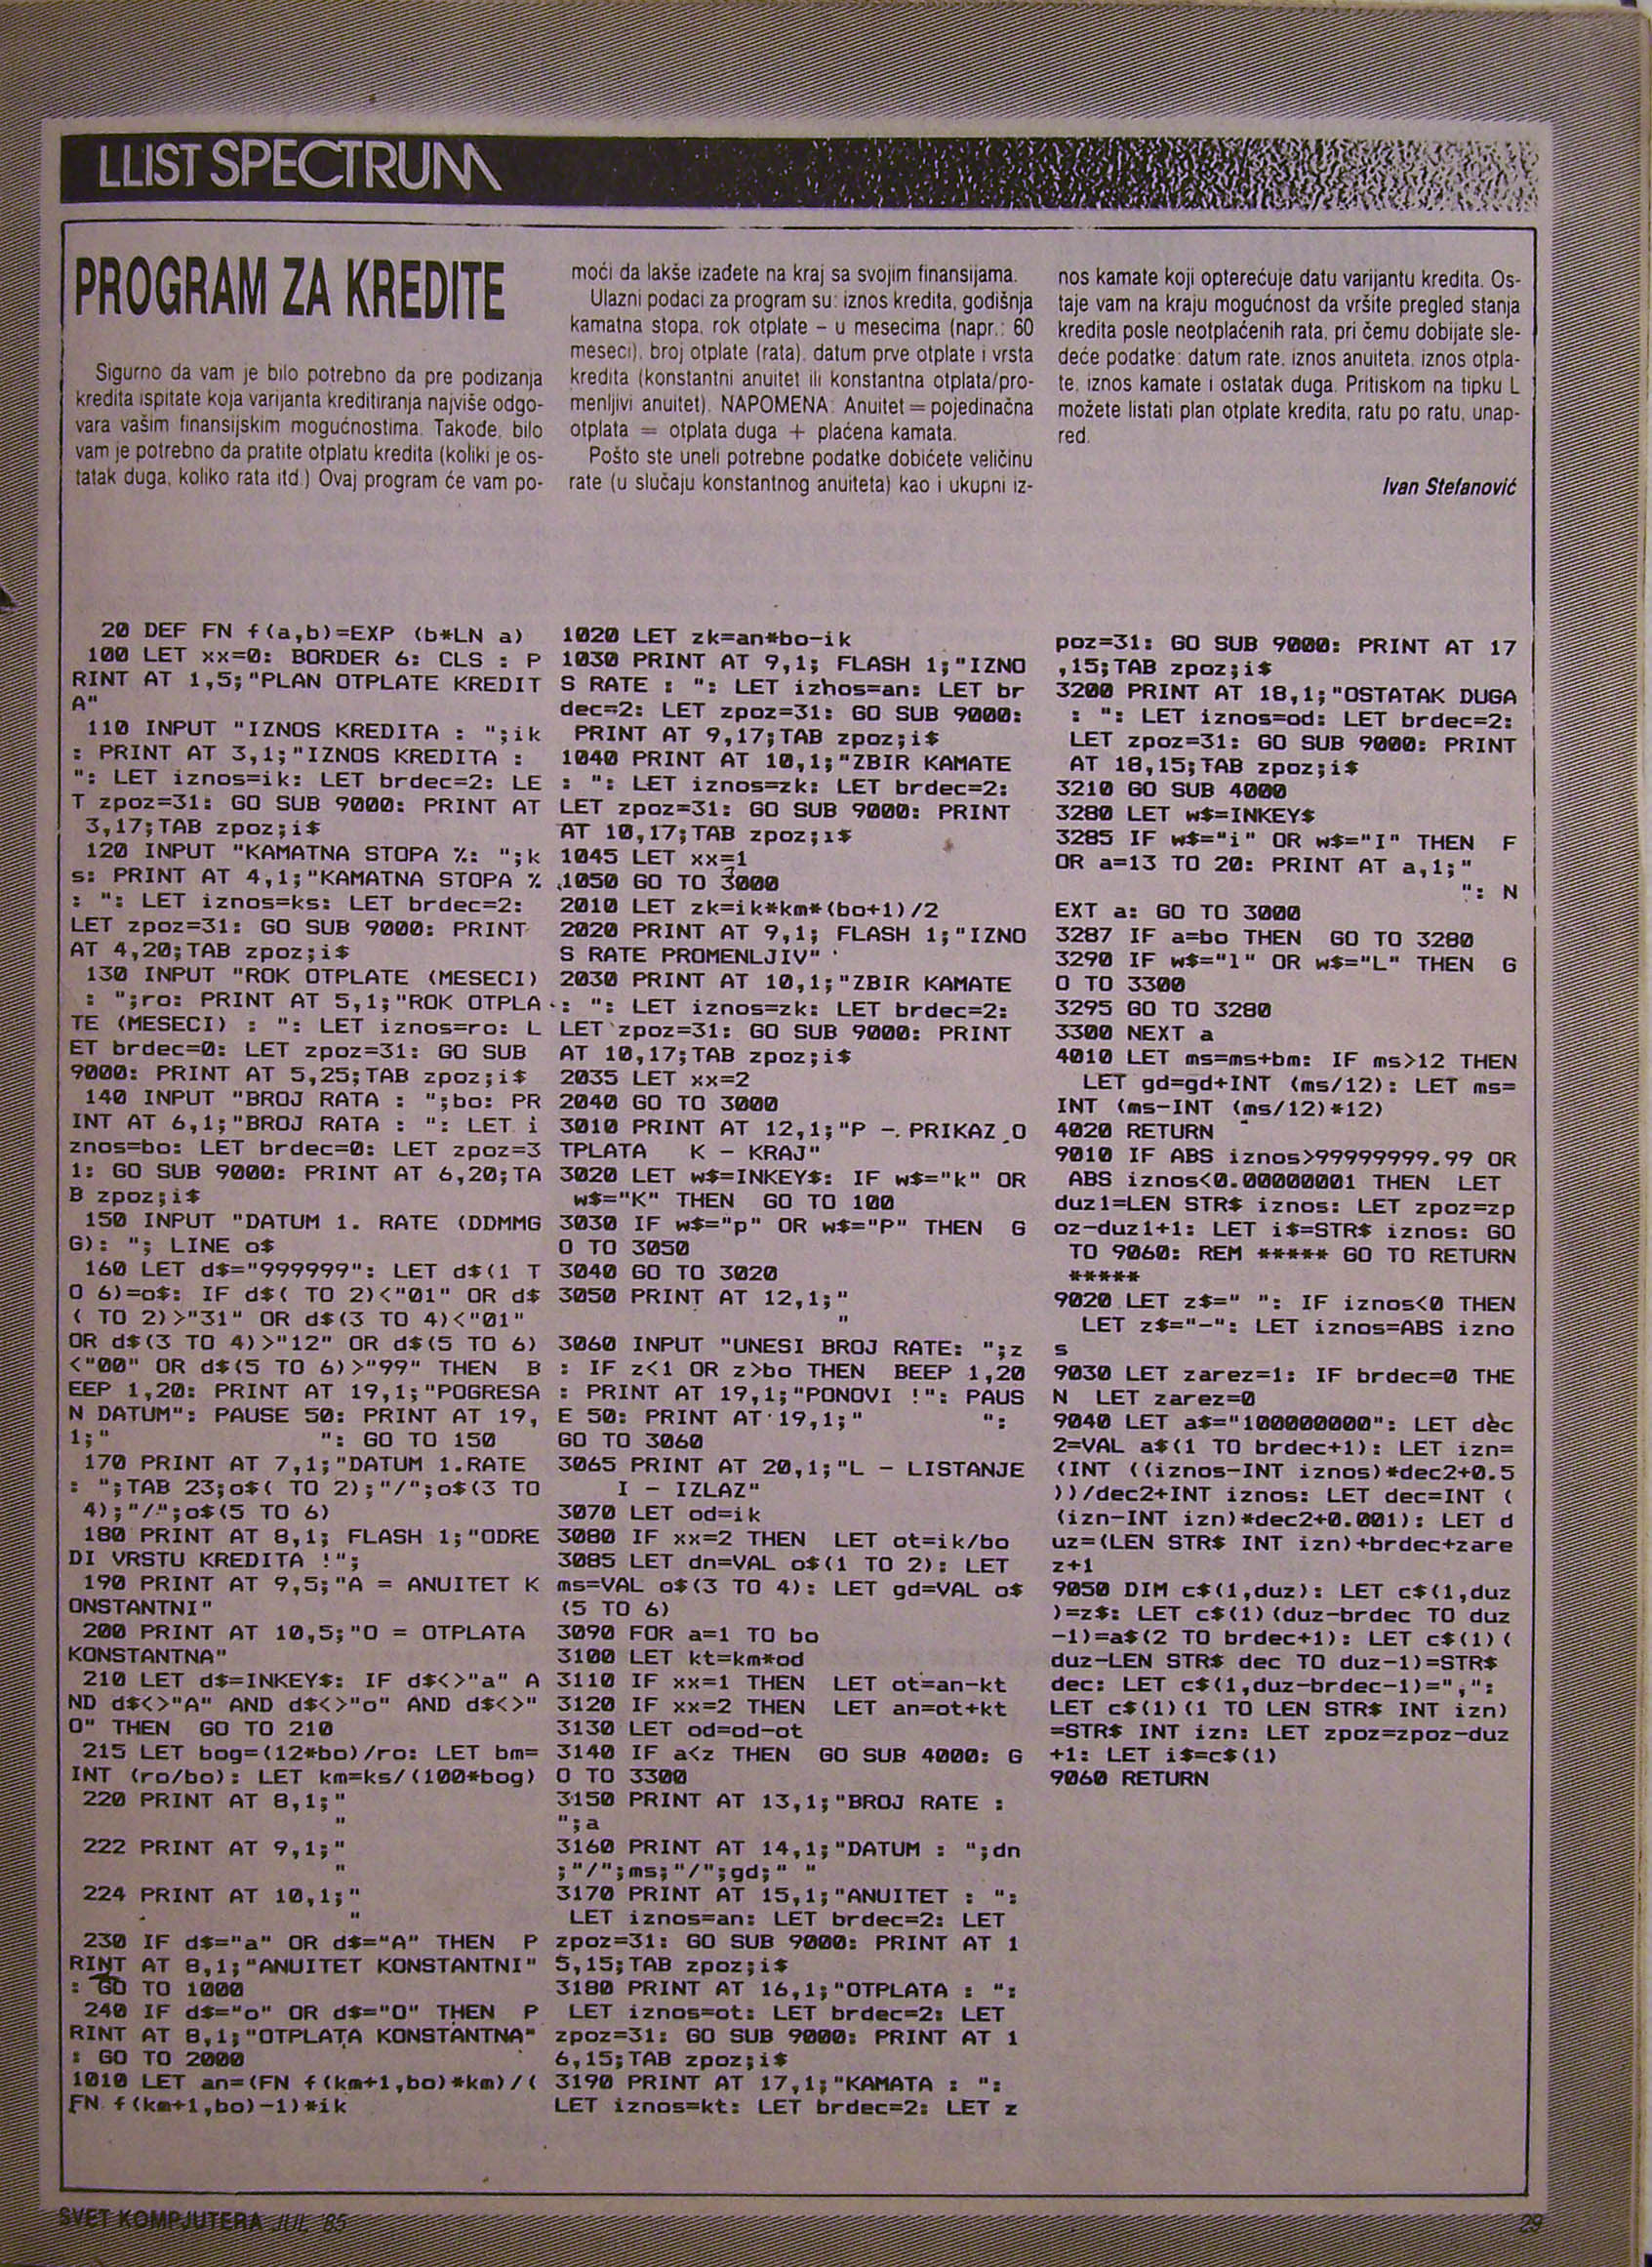 LLIST SPECTRUM
PROGRAM ZA KREDITE
Sigurno da vam je bilo potrebno da pre podizanja
kredita ispitate koja varijanta kreditiranja najviše odgo-
vara vašim finansijskim mogućnostima. Takođe, bilo
vam je potrebno da pratite otplatu kredita (koliki je os-
tatak duga, koliko rata itd.) Ovaj program će vam po-
moći da lakše izađete na kraj sa svojim finansijama.
Ulazni podaci za program su: iznos kredita, godišnja
kamatna stopa, rok otplate – u mesecima (napr.: 60
meseci), broj otplate (rata), datum prve otplate i vrsta
kredita (konstantni anuitet ili konstantna otplata/pro-
menljivi anuitet). NAPOMENA: Anuitet = pojedinačna
otplata = otplata duga + plaćena kamata.
Pošto ste uneli potrebne podatke dobićete veličinu
rate (u slučaju konstantnog anuiteta) kao i ukupni iz-
nos kamate koji opterećuje datu varijantu kredita. Os-
taje vam na kraju mogućnost da vršite pregled stanja
kredita posle neotplaćenih rata, pri čemu dobijate sle-
deće podatke: datum rate, iznos anuiteta, iznos otpla-
te, iznos kamate i ostatak duga. Pritiskom na tipku L
možete listati plan otplate kredita, ratu po ratu, unap-
red.
Ivan Stefanović
20 DEF FN f(a,b)=EXP (b*LN a)
100 LET xx=0: BORDER 6: CLS : P
RINT AT 1,5;"PLAN OTPLATE KREDIT
A"
110 INPUT "IZNOS KREDITA : ";ik
: PRINT AT 3,1;"IZNOS KREDITA :
": LET iznos=ik: LET brdec=2: LE
T zpoz=31: GO SUB 9000: PRINT AT
3,17;TAB zpoz;i$
120 INPUT "KAMATNA STOPA %: ";k
s: PRINT AT 4,1;"KAMATNA STOPA %
: ": LET iznos=ks: LET brdec=2:
LET zpoz=31: GO SUB 9000: PRINT
AT 4,20;TAB zpoz;i$
130 INPUT "ROK OTPLATE (MESECI)
: ";ro: PRINT AT 5,1;"ROK OTPLA
TE (MESECI) : ": LET iznos=ro: L
ET brdec=0: LET zpoz=31: GO SUB
9000: PRINT AT 5,25;TAB zpoz;i$
140 INPUT "BROJ RATA : ";bo: PR
INT AT 6,1;"BROJ RATA : ": LET i
znos=bo: LET brdec=0: LET zpoz=3
1: GO SUB 9000: PRINT AT 6,20;TA
B zpoz;i$
150 INPUT "DATUM 1. RATE (DDMMG
G): "; LINE o$
160 LET d$="999999": LET d$(1 T
O 6)=o$: IF d$( TO 2)<"01" OR d$
( TO 2)>"31" OR d$(3 TO 4)<"01"
OR d$(3 TO 4)>"12" OR d$(5 TO 6)
<"00" OR d$(5 TO 6)>"99" THEN  B
EEP 1,20: PRINT AT 19,1;"POGRESA
N DATUM": PAUSE 50: PRINT AT 19,
1;"             ": GO TO 150
170 PRINT AT 7,1;"DATUM 1.RATE
: ";TAB 23;o$( TO 2);"/";o$(3 TO
4);"/";o$(5 TO 6)
180 PRINT AT 8,1; FLASH 1;"ODRE
DI VRSTU KREDITA !";
190 PRINT AT 9,5;"A = ANUITET K
ONSTANTNI"
200 PRINT AT 10,5;"O = OTPLATA
KONSTANTNA"
210 LET d$=INKEY$: IF d$<>"a" A
ND d$<>"A" AND d$<>"o" AND d$<>"
O" THEN  GO TO 210
215 LET bog=(12*bo)/ro: LET bm=
INT (ro/bo): LET km=ks/(100*bog)
220 PRINT AT 8,1;"
"
222 PRINT AT 9,1;"
"
224 PRINT AT 10,1;"
"
230 IF d$="a" OR d$="A" THEN  P
RINT AT 8,1;"ANUITET KONSTANTNI"
: GO TO 1000
240 IF d$="o" OR d$="O" THEN  P
RINT AT 8,1;"OTPLATA KONSTANTNA"
: GO TO 2000
1010 LET an=(FN f(km+1,bo)*km)/(
FN f(km+1,bo)-1)*ik
1020 LET zk=an*bo-ik
1030 PRINT AT 9,1; FLASH 1;"IZNO
S RATE : ": LET iznos=an: LET br
dec=2: LET zpoz=31: GO SUB 9000:
PRINT AT 9,17;TAB zpoz;i$
1040 PRINT AT 10,1;"ZBIR KAMATE
: ": LET iznos=zk: LET brdec=2:
LET zpoz=31: GO SUB 9000: PRINT
AT 10,17;TAB zpoz;i$
1045 LET xx=1
1050 GO TO 3000
2010 LET zk=ik*km*(bo+1)/2
2020 PRINT AT 9,1; FLASH 1;"IZNO
S RATE PROMENLJIV"
2030 PRINT AT 10,1;"ZBIR KAMATE
: ": LET iznos=zk: LET brdec=2:
LET zpoz=31: GO SUB 9000: PRINT
AT 10,17;TAB zpoz;i$
2035 LET xx=2
2040 GO TO 3000
3010 PRINT AT 12,1;"P - PRIKAZ O
TPLATA   K - KRAJ"
3020 LET w$=INKEY$: IF w$="k" OR
w$="K" THEN  GO TO 100
3030 IF w$="p" OR w$="P" THEN  G
O TO 3050
3040 GO TO 3020
3050 PRINT AT 12,1;"
"
3060 INPUT "UNESI BROJ RATE: ";z
: IF z<1 OR z>bo THEN  BEEP 1,20
: PRINT AT 19,1;"PONOVI !": PAUS
E 50: PRINT AT 19,1;"        ":
GO TO 3060
3065 PRINT AT 20,1;"L - LISTANJE
I - IZLAZ"
3070 LET od=ik
3080 IF xx=2 THEN  LET ot=ik/bo
3085 LET dn=VAL o$(1 TO 2): LET
ms=VAL o$(3 TO 4): LET gd=VAL o$
(5 TO 6)
3090 FOR a=1 TO bo
3100 LET kt=km*od
3110 IF xx=1 THEN  LET ot=an-kt
3120 IF xx=2 THEN  LET an=ot+kt
3130 LET od=od-ot
3140 IF a<z THEN  GO SUB 4000: G
O TO 3300
3150 PRINT AT 13,1;"BROJ RATE :
";a
3160 PRINT AT 14,1;"DATUM : ";dn
;"/";ms;"/";gd;" "
3170 PRINT AT 15,1;"ANUITET : ":
LET iznos=an: LET brdec=2: LET
zpoz=31: GO SUB 9000: PRINT AT 1
5,15;TAB zpoz;i$
3180 PRINT AT 16,1;"OTPLATA : ":
LET iznos=ot: LET brdec=2: LET
zpoz=31: GO SUB 9000: PRINT AT 1
6,15;TAB zpoz;i$
3190 PRINT AT 17,1;"KAMATA : ":
LET iznos=kt: LET brdec=2: LET z
poz=31: GO SUB 9000: PRINT AT 17
,15;TAB zpoz;i$
3200 PRINT AT 18,1;"OSTATAK DUGA
: ": LET iznos=od: LET brdec=2:
LET zpoz=31: GO SUB 9000: PRINT
AT 18,15;TAB zpoz;i$
3210 GO SUB 4000
3280 LET w$=INKEY$
3285 IF w$="i" OR w$="I" THEN  F
OR a=13 TO 20: PRINT AT a,1;"
": N
EXT a: GO TO 3000
3287 IF a=bo THEN  GO TO 3280
3290 IF w$="l" OR w$="L" THEN  G
O TO 3300
3295 GO TO 3280
3300 NEXT a
4010 LET ms=ms+bm: IF ms>12 THEN
LET gd=gd+INT (ms/12): LET ms=
INT (ms-INT (ms/12)*12)
4020 RETURN
9010 IF ABS iznos>99999999.99 OR
ABS iznos<0.00000001 THEN  LET
duz1=LEN STR$ iznos: LET zpoz=zp
oz-duz1+1: LET i$=STR$ iznos: GO
TO 9060: REM ***** GO TO RETURN
*****
9020 LET z$=" ": IF iznos<0 THEN
LET z$="-": LET iznos=ABS izno
s
9030 LET zarez=1: IF brdec=0 THE
N  LET zarez=0
9040 LET a$="100000000": LET dec
2=VAL a$(1 TO brdec+1): LET izn=
(INT ((iznos-INT iznos)*dec2+0.5
))/dec2+INT iznos: LET dec=INT (
(izn-INT izn)*dec2+0.001): LET d
uz=(LEN STR$ INT izn)+brdec+zare
z+1
9050 DIM c$(1,duz): LET c$(1,duz
)=z$: LET c$(1)(duz-brdec TO duz
-1)=a$(2 TO brdec+1): LET c$(1)(
duz-LEN STR$ dec TO duz-1)=STR$
dec: LET c$(1,duz-brdec-1)=",":
LET c$(1)(1 TO LEN STR$ INT izn)
=STR$ INT izn: LET zpoz=zpoz-duz
+1: LET i$=c$(1)
9060 RETURN
SVET KOMPJUTERA JUL '85
29